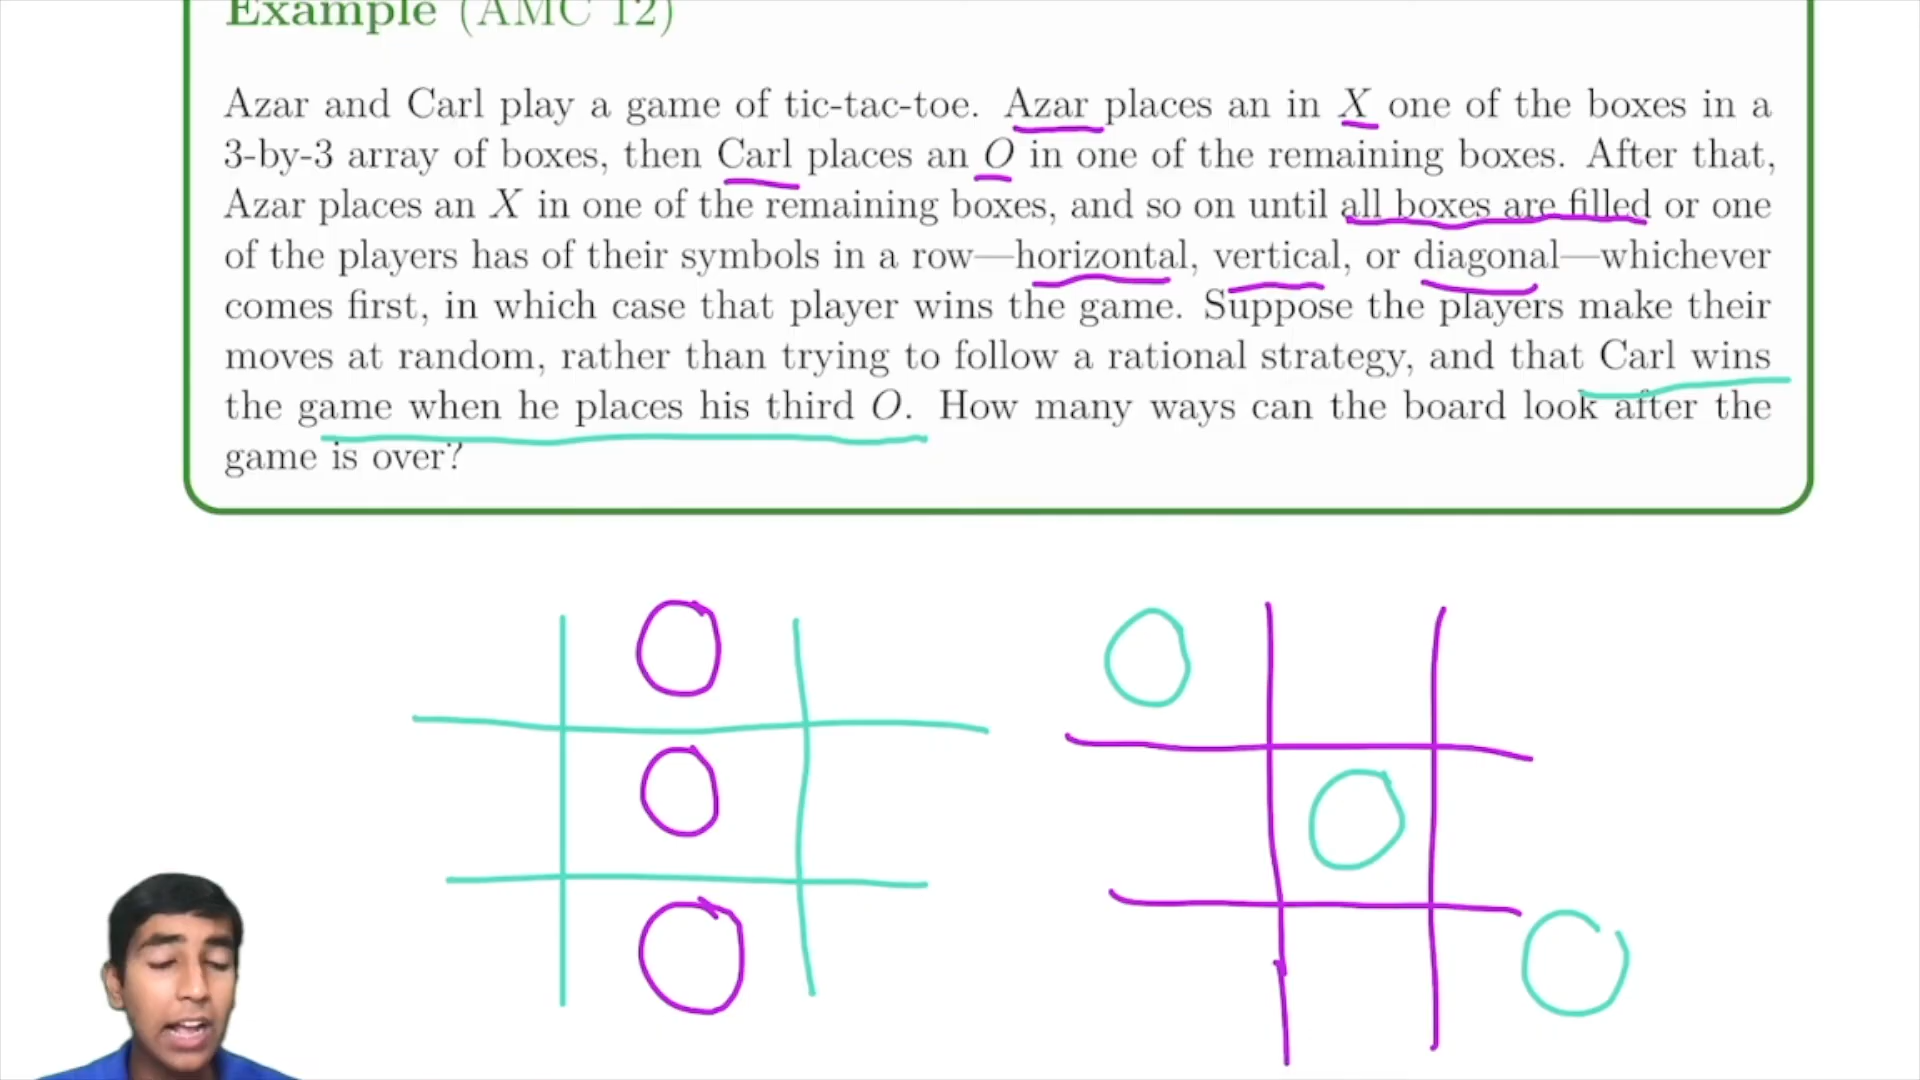 Example (AMC 12)
Azar and Carl play a game of tic-tac-toe. Azar places an in X one of the boxes in a
3-by-3 array of boxes, then Carl places an O in one of the remaining boxes. After that,
Azar places an X in one of the remaining boxes, and so on until all boxes are filled or one
of the players has of their symbols in a row—horizontal, vertical, or diagonal—whichever
comes first, in which case that player wins the game. Suppose the players make their
moves at random, rather than trying to follow a rational strategy, and that Carl wins
the game when he places his third O. How many ways can the board look after the
game is over?